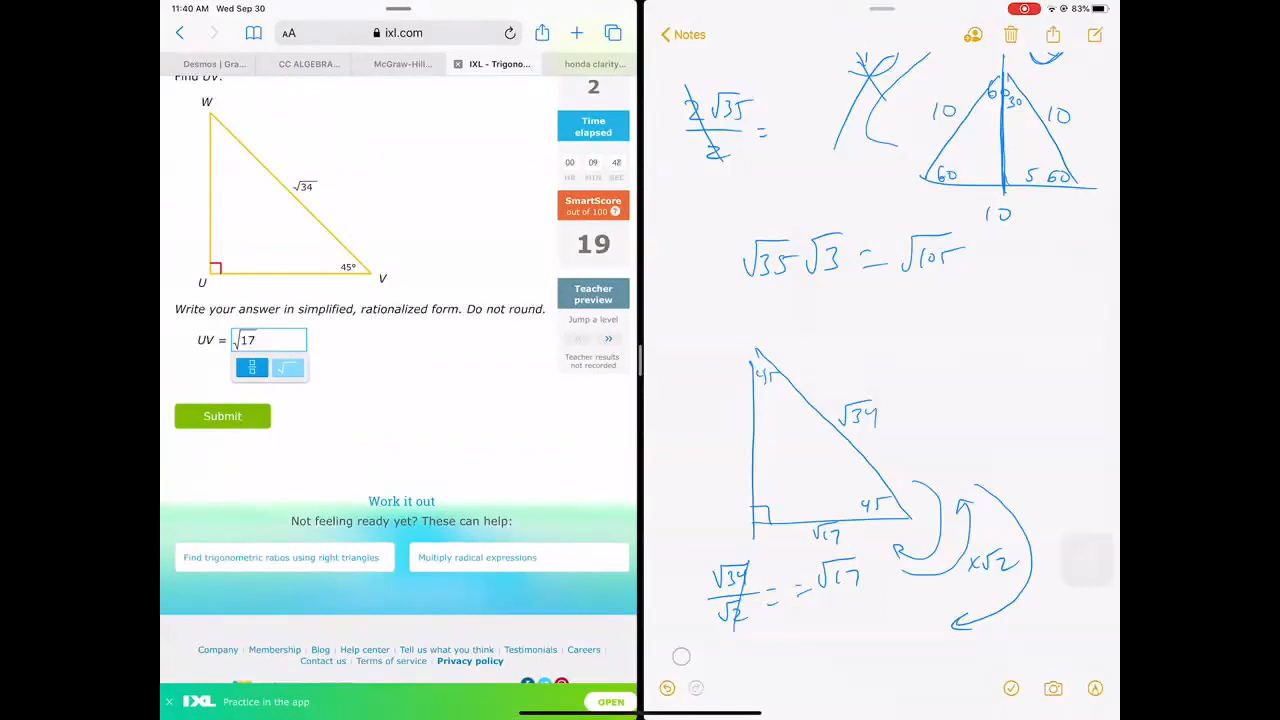 11:40 AM Wed Sep 30
83%
AA
ixl.com
Desmos | Gra...
CC ALGEBRA...
McGraw-Hill...
IXL - Trigono...
honda clarity...
Find UV.
W
√34
45°
U
V
Write your answer in simplified, rationalized form. Do not round.
UV = √17
Submit
2
Time elapsed
00 09 48
HR MIN SEC
SmartScore
out of 100 ?
19
Teacher preview
Jump a level
Teacher results not recorded
Work it out
Not feeling ready yet? These can help:
Find trigonometric ratios using right triangles
Multiply radical expressions
Company | Membership | Blog | Help center | Tell us what you think | Testimonials | Careers
Contact us | Terms of service | Privacy policy
IXL Practice in the app
OPEN
Notes
2√35
2
=
60
30
10
10
60
5
60
10
√35 √3 = √105
45
√34
45
√17
√34
√2
= = √17
x√2